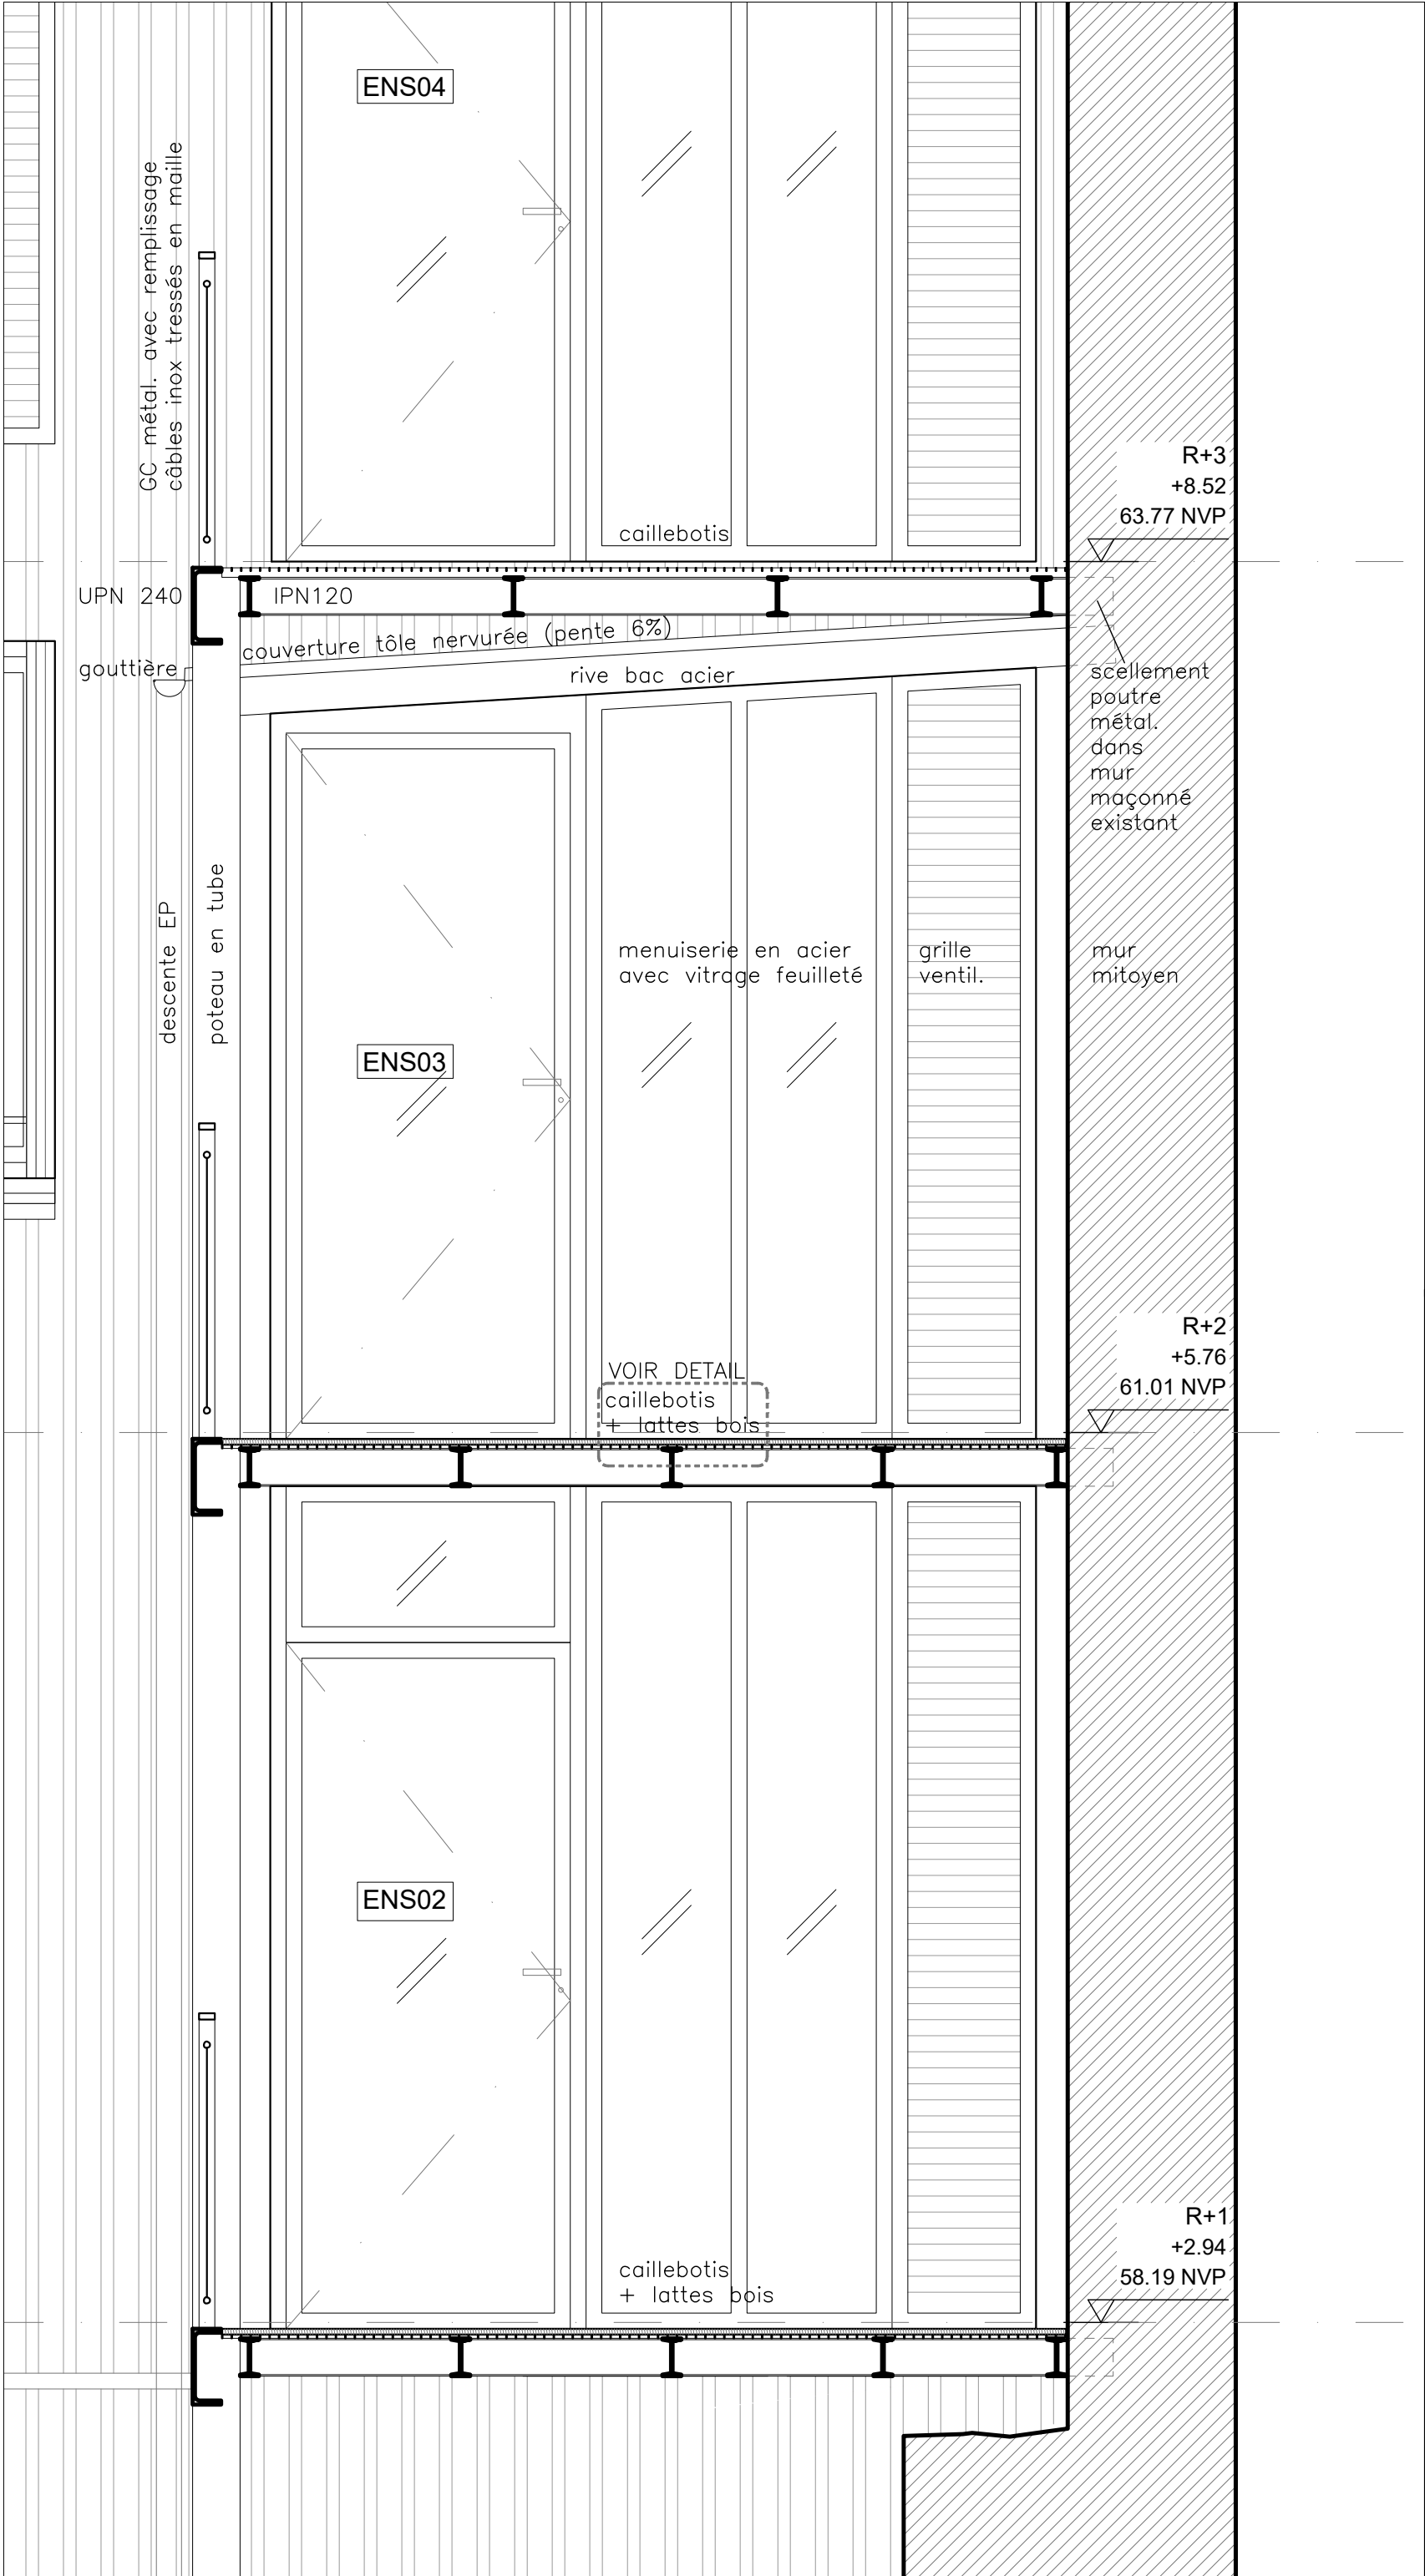 ENS04
GC métal. avec remplissage
câbles inox tressés en maille
R+3
+8.52
63.77 NVP
caillebotis
UPN 240
IPN120
couverture tôle nervurée (pente 6%)
gouttière
rive bac acier
scellement
poutre
métal.
dans
mur
maçonné
existant
descente EP
poteau en tube
menuiserie en acier
avec vitrage feuilleté
grille
ventil.
mur
mitoyen
ENS03
R+2
+5.76
61.01 NVP
VOIR DETAIL
caillebotis
+ lattes bois
ENS02
R+1
+2.94
58.19 NVP
caillebotis
+ lattes bois